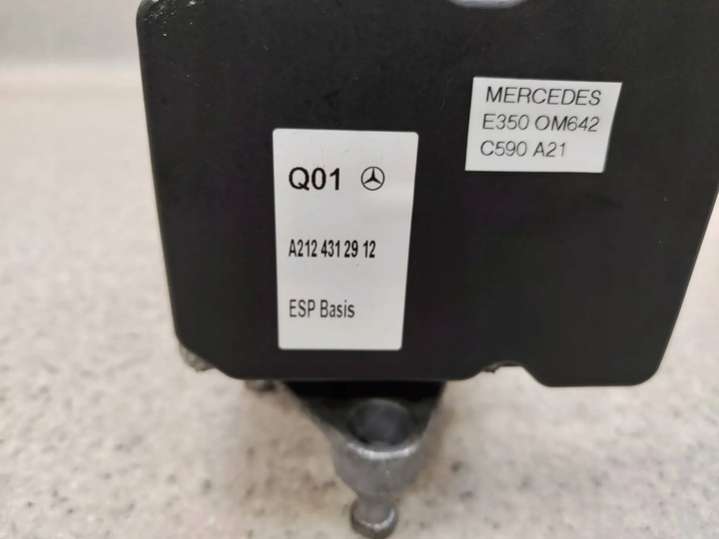 MERCEDES
E350 OM642
C590 A21
Q01
A212 431 29 12
ESP Basis